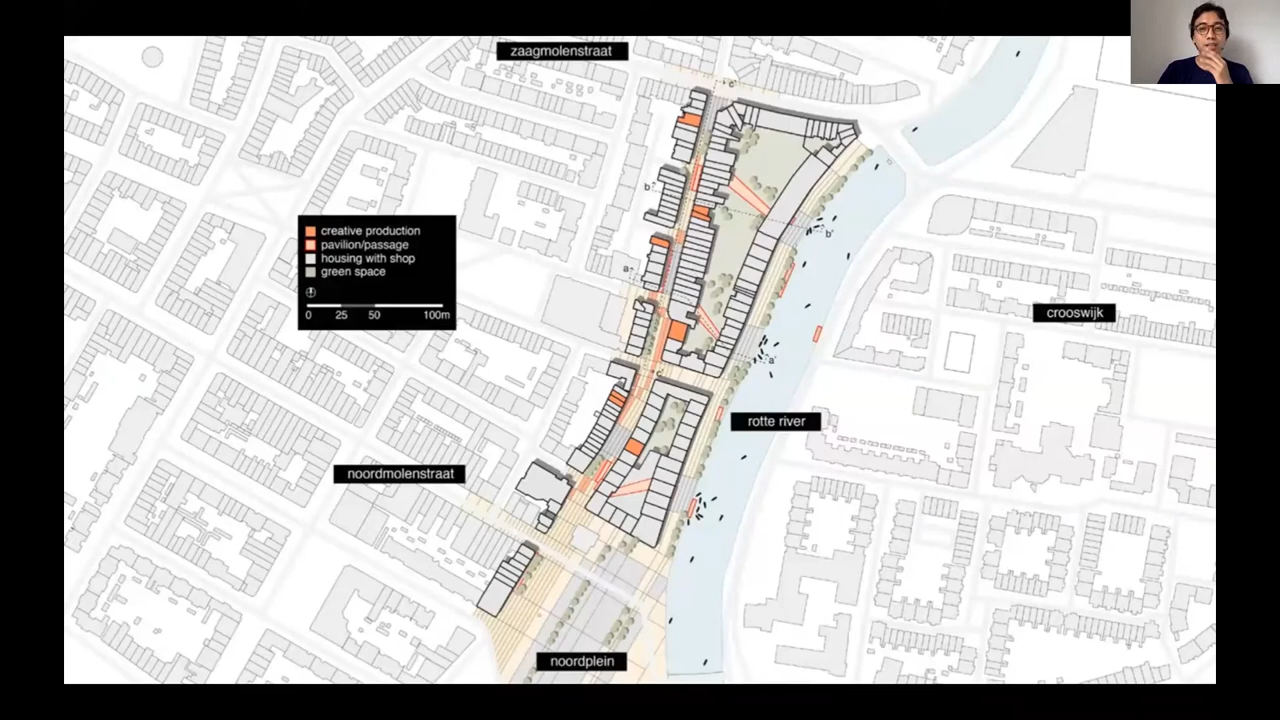 zaagmolenstraat
c'
b
creative production
pavilion/passage
housing with shop
green space
b'
a
0 25 50 100m
crooswijk
a'
c
rotte river
noordmolenstraat
noordplein